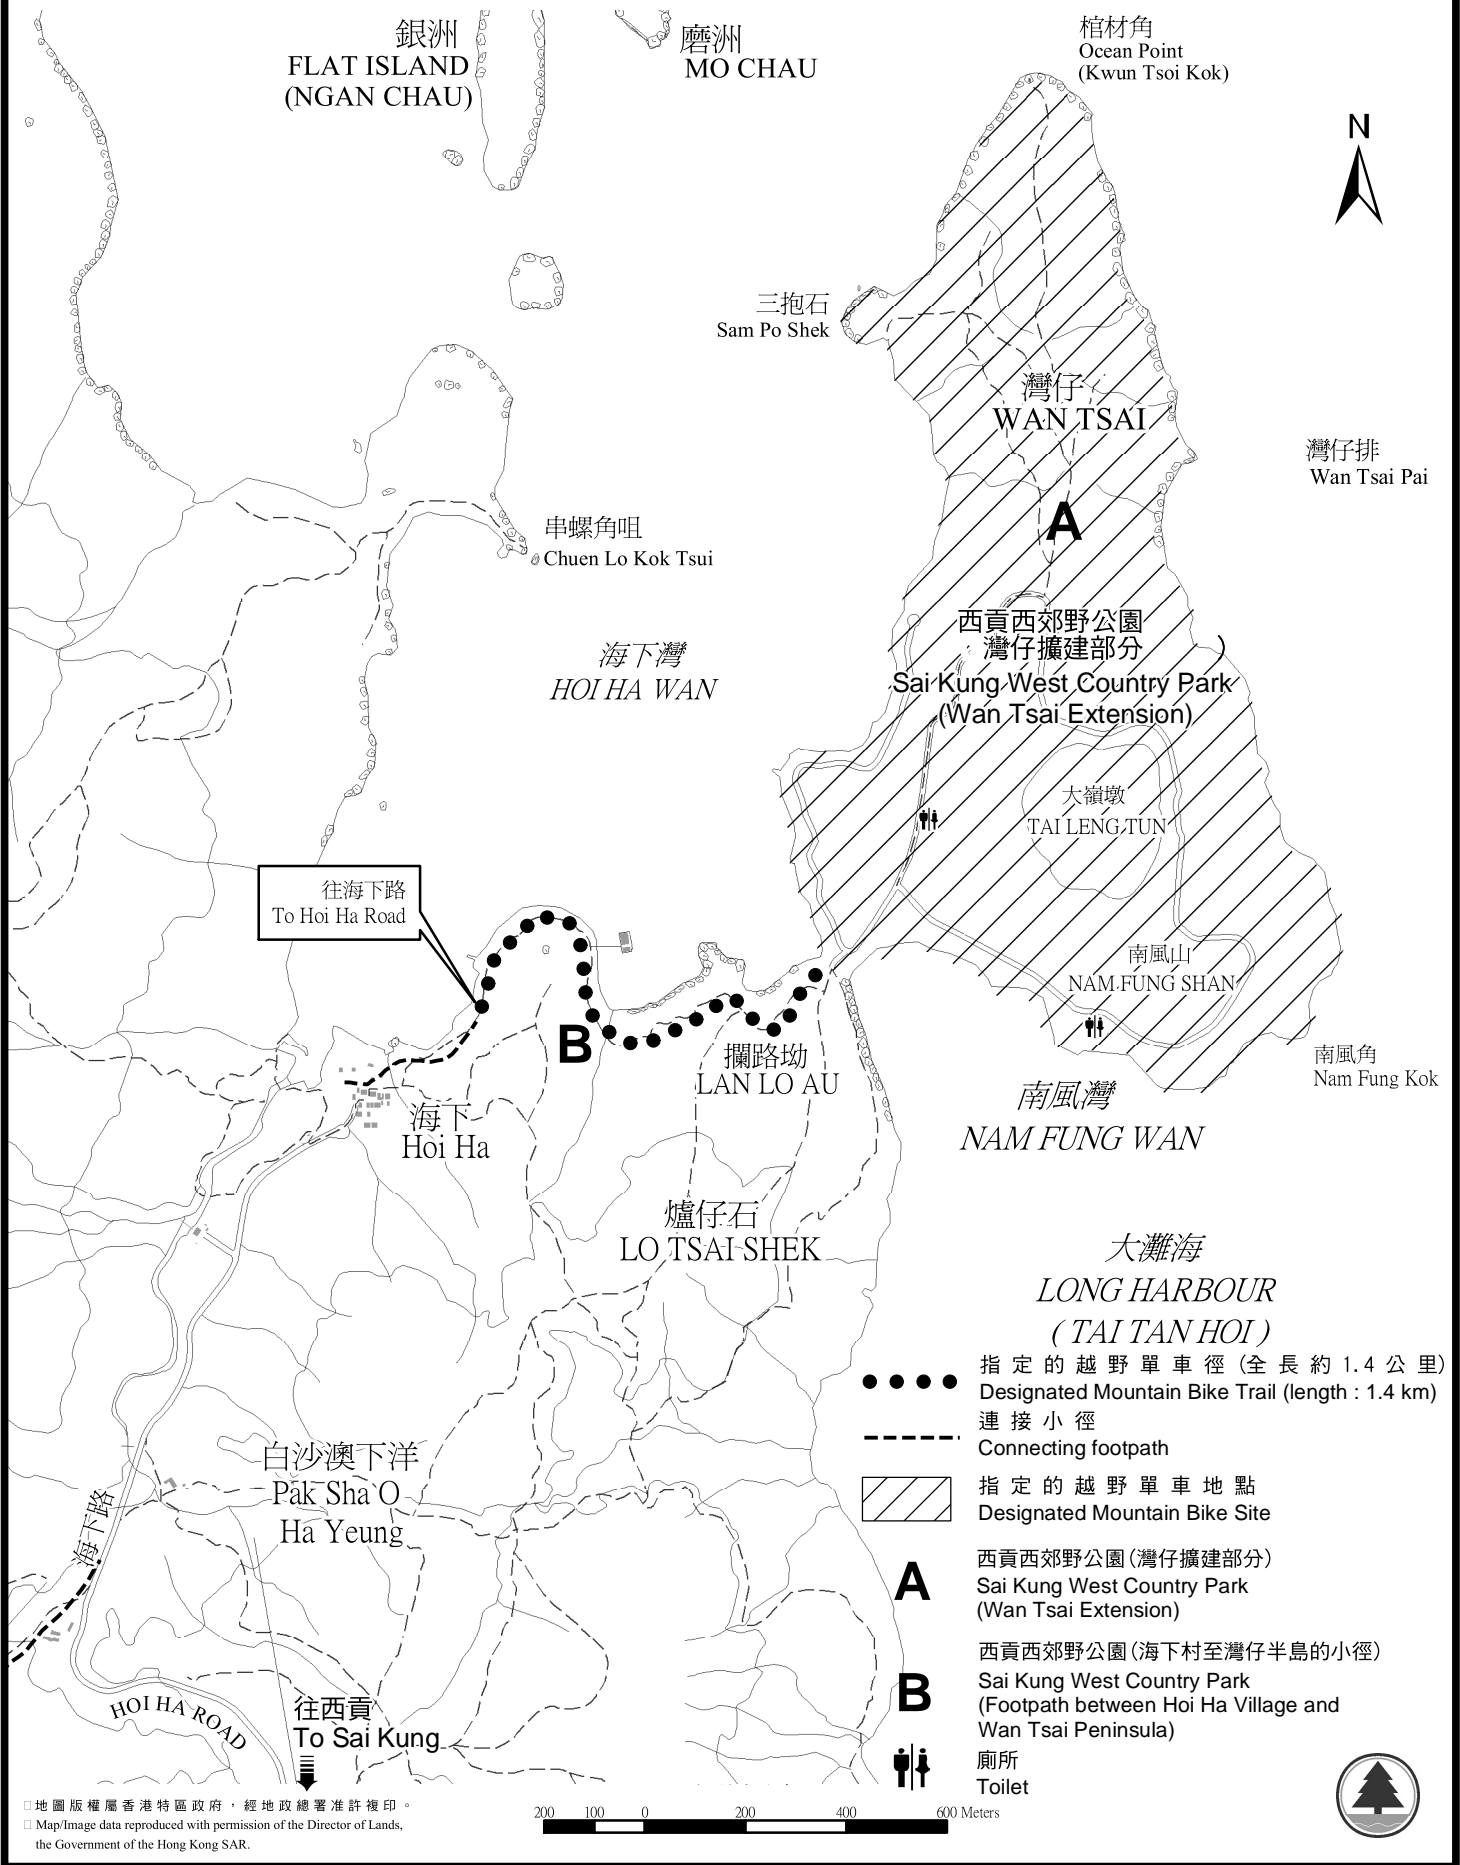 銀洲
FLAT ISLAND
(NGAN CHAU)
磨洲
MO CHAU
棺材角
Ocean Point
(Kwun Tsoi Kok)
N
三抱石
Sam Po Shek
灣仔
WAN TSAI
灣仔排
Wan Tsai Pai
A
串螺角咀
Chuen Lo Kok Tsui
西貢西郊野公園
灣仔擴建部分
)
Sai Kung West Country Park
(Wan Tsai Extension)
海下灣
HOI HA WAN
大嶺墩
TAI LENG TUN
往海下路
To Hoi Ha Road
南風山
NAM FUNG SHAN
B
攔路坳
LAN LO AU
南風角
Nam Fung Kok
海下
Hoi Ha
南風灣
NAM FUNG WAN
爐仔石
LO TSAI SHEK
大灘海
LONG HARBOUR
( TAI TAN HOI )
指定的越野單車徑(全長約1.4公里)
Designated Mountain Bike Trail (length : 1.4 km)
連接小徑
Connecting footpath
白沙澳下洋
Pak Sha O
Ha Yeung
指定的越野單車地點
Designated Mountain Bike Site
海下路
A
西貢西郊野公園(灣仔擴建部分)
Sai Kung West Country Park
(Wan Tsai Extension)
B
西貢西郊野公園(海下村至灣仔半島的小徑)
Sai Kung West Country Park
(Footpath between Hoi Ha Village and
Wan Tsai Peninsula)
HOI HA ROAD
往西貢
To Sai Kung
廁所
Toilet
□地圖版權屬香港特區政府，經地政總署准許複印。
□ Map/Image data reproduced with permission of the Director of Lands,
the Government of the Hong Kong SAR.
200 100 0 200 400 600 Meters